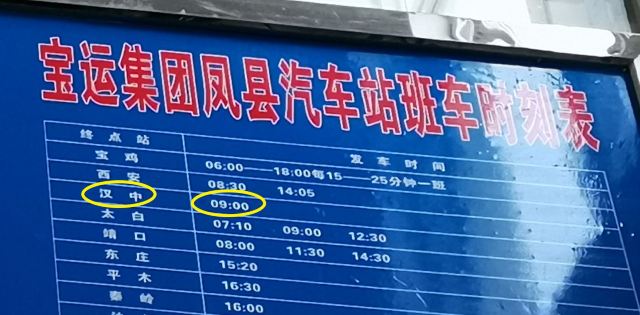 宝运集团凤县汽车站班车时刻表
终点站 发车时间
宝鸡 06:00——18:00每15——25分钟一班
西安 08:30 14:05
汉中 09:00
太白 07:10 09:00 12:30
靖口 08:00 11:30 14:30
东庄 15:20
平木 16:30
秦岭 16:00